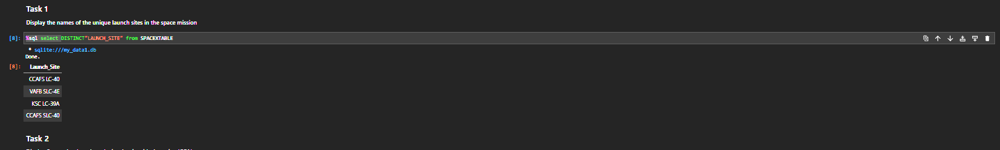 Task 1
Display the names of the unique launch sites in the space mission
[8]: %sql select DISTINCT"LAUNCH_SITE" from SPACEXTABLE
* sqlite:///my_data1.db
Done.
[8]: Launch_Site
CCAFS LC-40
VAFB SLC-4E
KSC LC-39A
CCAFS SLC-40
Task 2